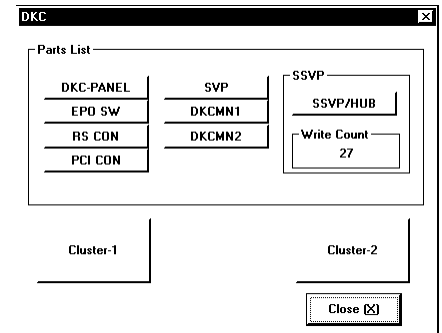 DKC
Parts List
DKC-PANEL
EPO SW
RS CON
PCI CON
SVP
DKCMN1
DKCMN2
SSVP
SSVP/HUB
Write Count
27
Cluster-1
Cluster-2
Close (X)